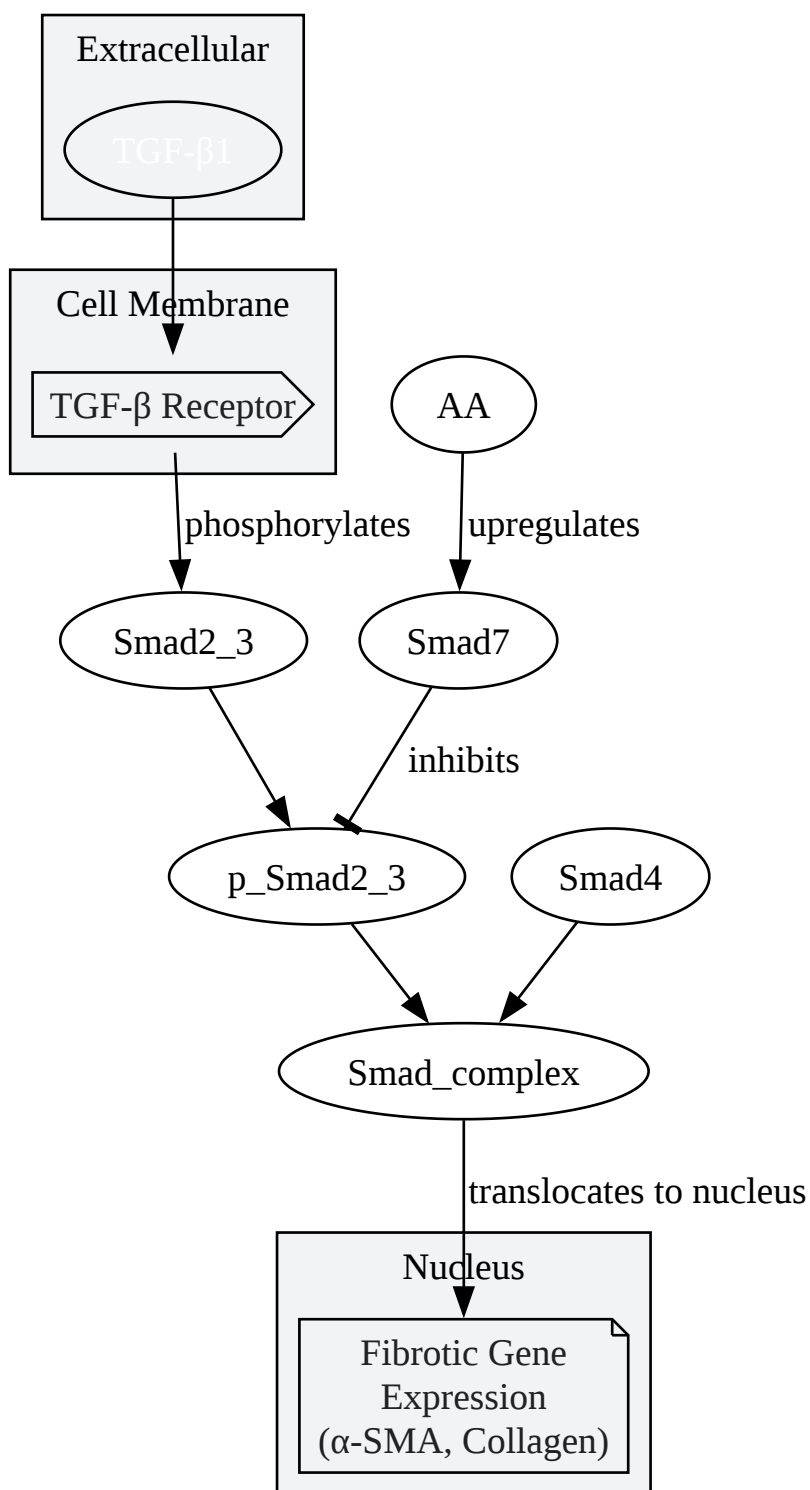 Extracellular
TGF-β1
Cell Membrane
TGF-β Receptor
AA
phosphorylates
upregulates
Smad2_3
Smad7
inhibits
p_Smad2_3
Smad4
Smad_complex
translocates to nucleus
Nucleus
Fibrotic Gene
Expression
(α-SMA, Collagen)